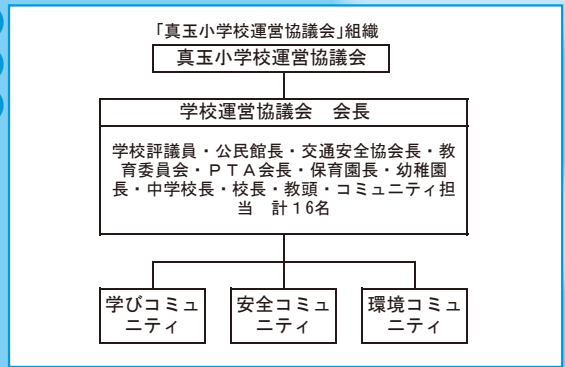 「真玉小学校運営協議会」組織
真玉小学校運営協議会
学校運営協議会　会長
学校評議員・公民館長・交通安全協会長・教
育委員会・ＰＴＡ会長・保育園長・幼稚園
長・中学校長・校長・教頭・コミュニティ担
当　計１6名
学びコミュ
ニティ
安全コミュ
ニティ
環境コミュ
ニティ